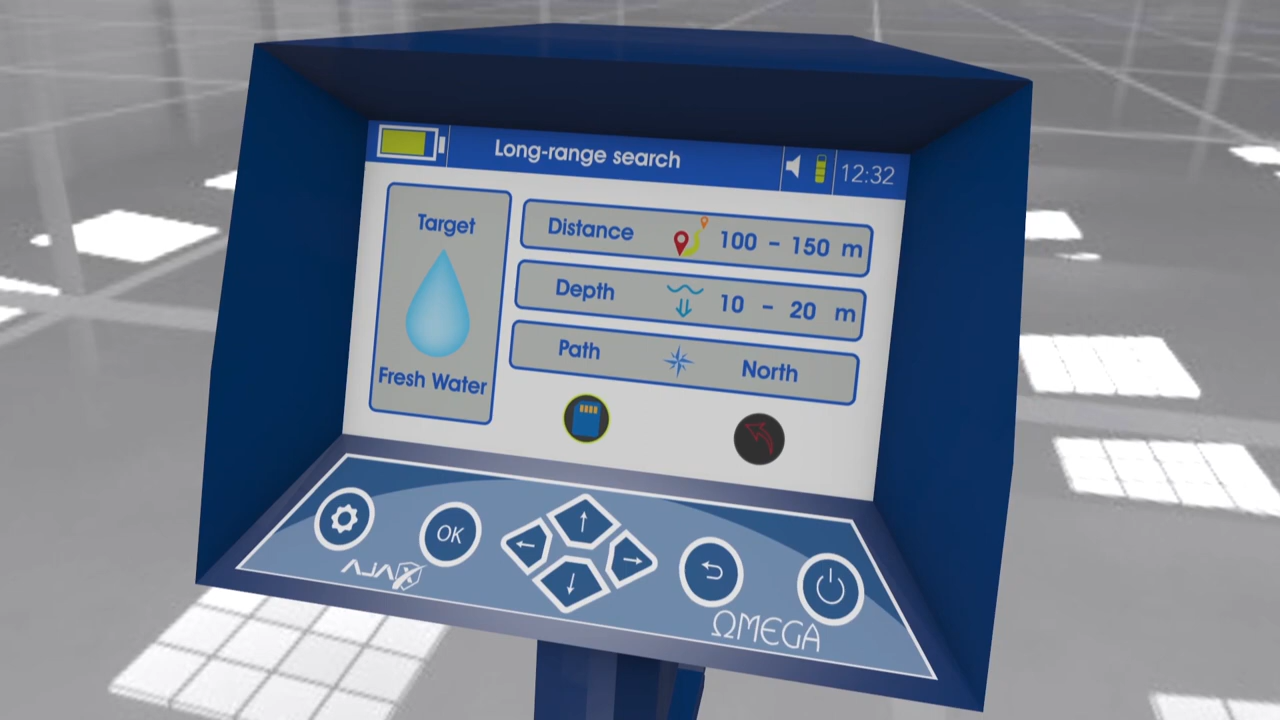 Long-range search
12:32
Target
Fresh Water
Distance 100 - 150 m
Depth 10 - 20 m
Path North
OK
AJAX
ΩMEGA